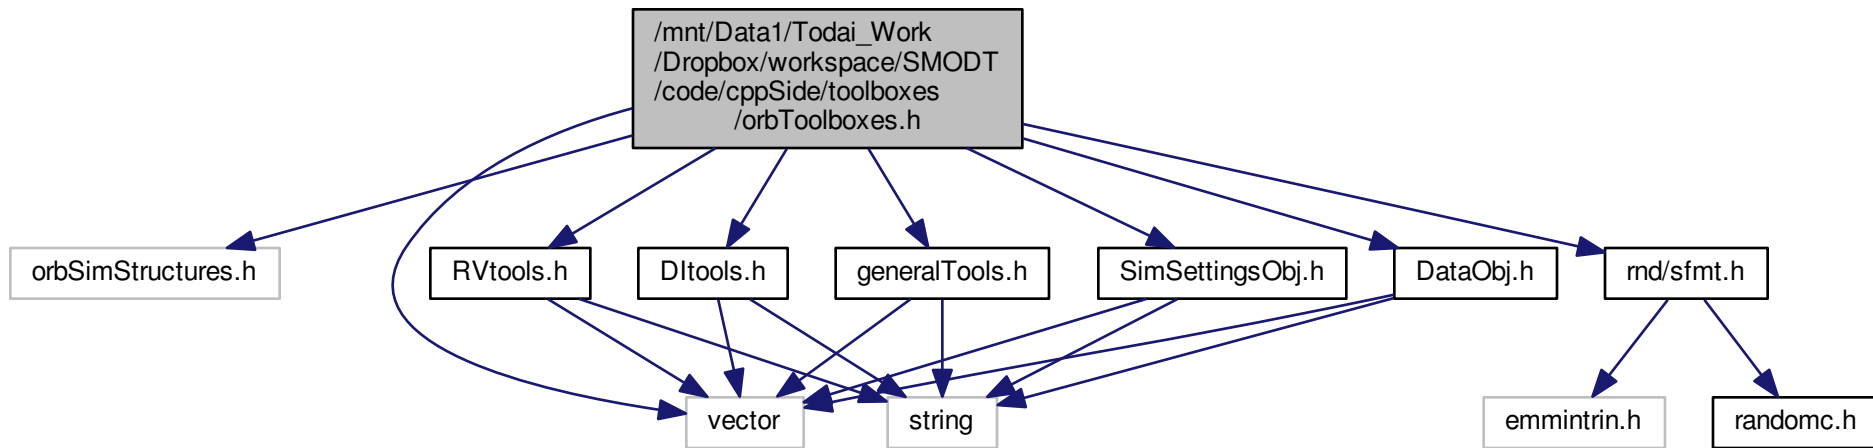 /mnt/Data1/Todai_Work
/Dropbox/workspace/SMODT
/code/cppSide/toolboxes
/orbToolboxes.h
orbSimStructures.h
RVtools.h
DItools.h
generalTools.h
SimSettingsObj.h
DataObj.h
rnd/sfmt.h
vector
string
emmintrin.h
randomc.h